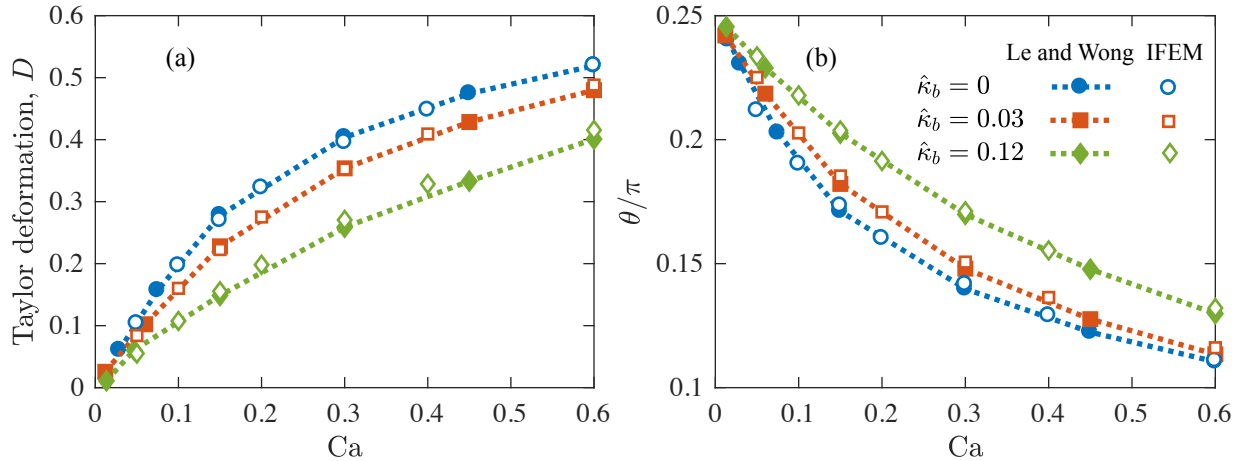 (a)
Taylor deformation, D
0.6
0.5
0.4
0.3
0.2
0.1
0
0 0.1 0.2 0.3 0.4 0.5 0.6
Ca
(b)
θ/π
0.25
0.2
0.15
0.1
Le and Wong IFEM
κ̂_b = 0
κ̂_b = 0.03
κ̂_b = 0.12
0 0.1 0.2 0.3 0.4 0.5 0.6
Ca